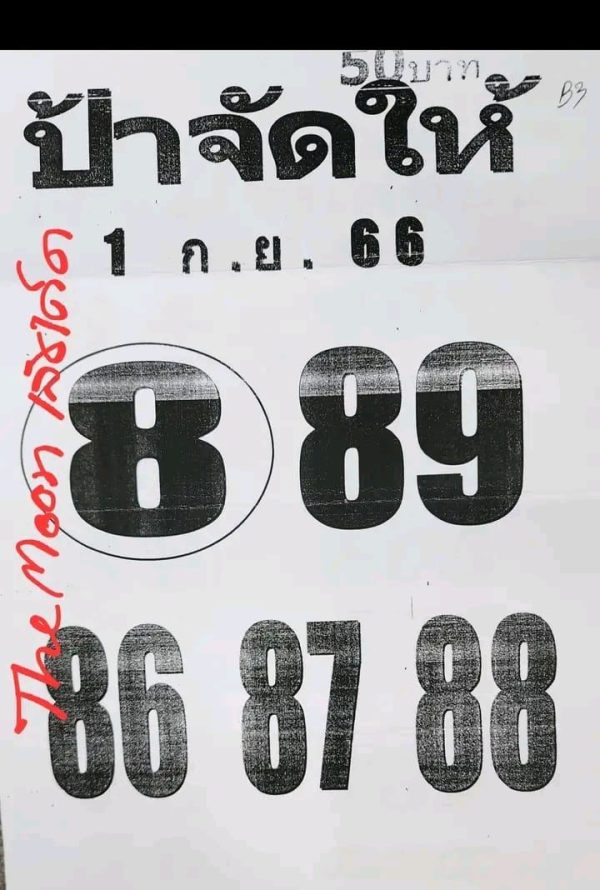 50บาท
ป้าจัดให้
B3
1 ก.ย. 66
The Moon เลขเด็ด
8 89
86 87 88